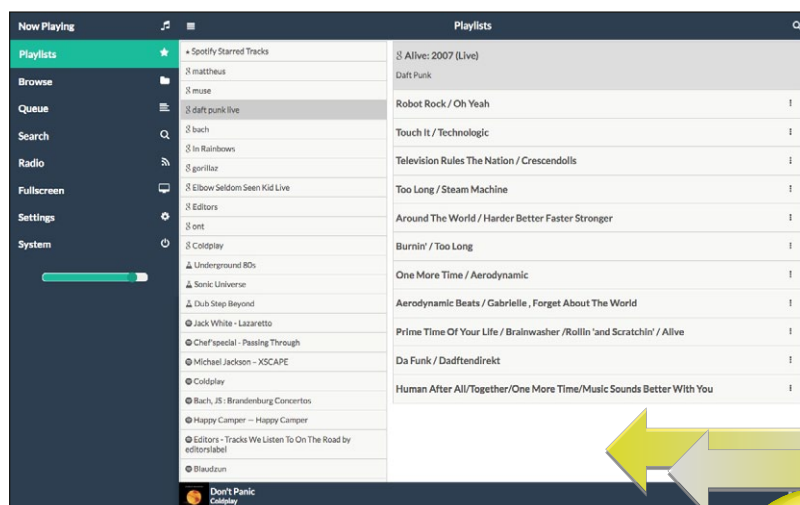 Now Playing
Playlists
Browse
Queue
Search
Radio
Fullscreen
Settings
System
Playlists
Spotify Starred Tracks
mattheus
muse
daft punk live
bach
In Rainbows
gorillaz
Elbow Seldom Seen Kid Live
Editors
ont
Coldplay
Underground 80s
Sonic Universe
Dub Step Beyond
Jack White - Lazaretto
Chef'special - Passing Through
Michael Jackson – XSCAPE
Coldplay
Bach, JS : Brandenburg Concertos
Happy Camper — Happy Camper
Editors - Tracks We Listen To On The Road by
editorslabel
Blaudzun
Alive: 2007 (Live)
Daft Punk
Robot Rock / Oh Yeah
Touch It / Technologic
Television Rules The Nation / Crescendolls
Too Long / Steam Machine
Around The World / Harder Better Faster Stronger
Burnin' / Too Long
One More Time / Aerodynamic
Aerodynamic Beats / Gabrielle , Forget About The World
Prime Time Of Your Life / Brainwasher /Rollin 'and Scratchin' / Alive
Da Funk / Dadftendirekt
Human After All/Together/One More Time/Music Sounds Better With You
Don't Panic
Coldplay